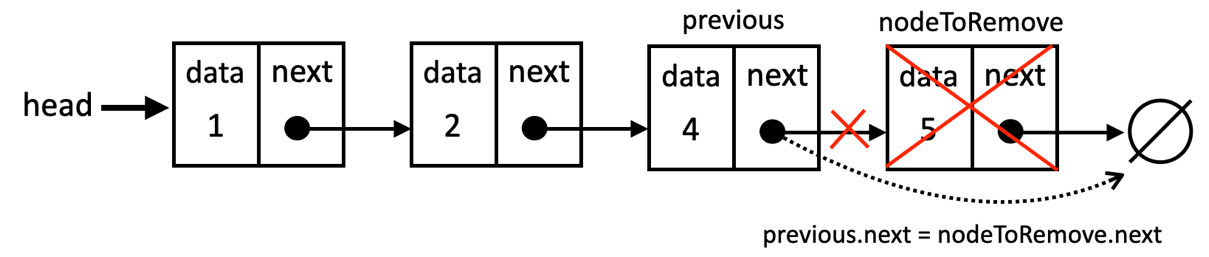 previous
nodeToRemove
head
data next
1
data next
2
data next
4
data next
5
previous.next = nodeToRemove.next